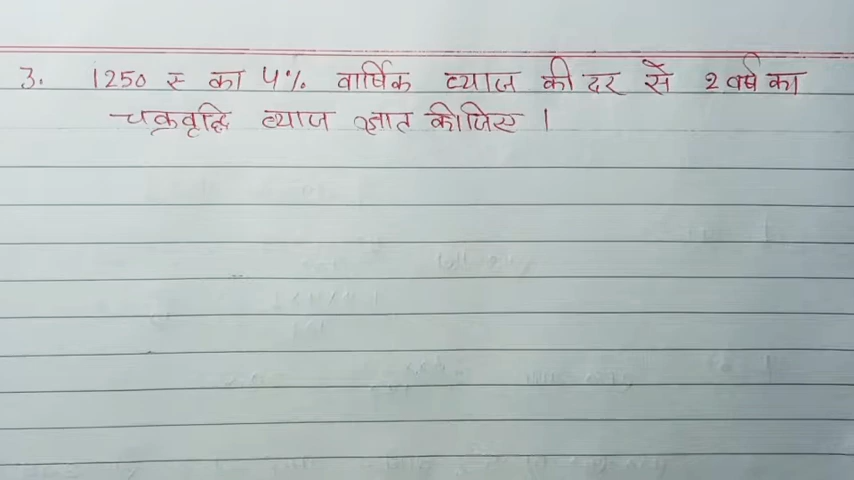 3. 1250 रु का 4% वार्षिक ब्याज की दर से 2 वर्ष का
चक्रवृद्धि ब्याज ज्ञात कीजिए ।